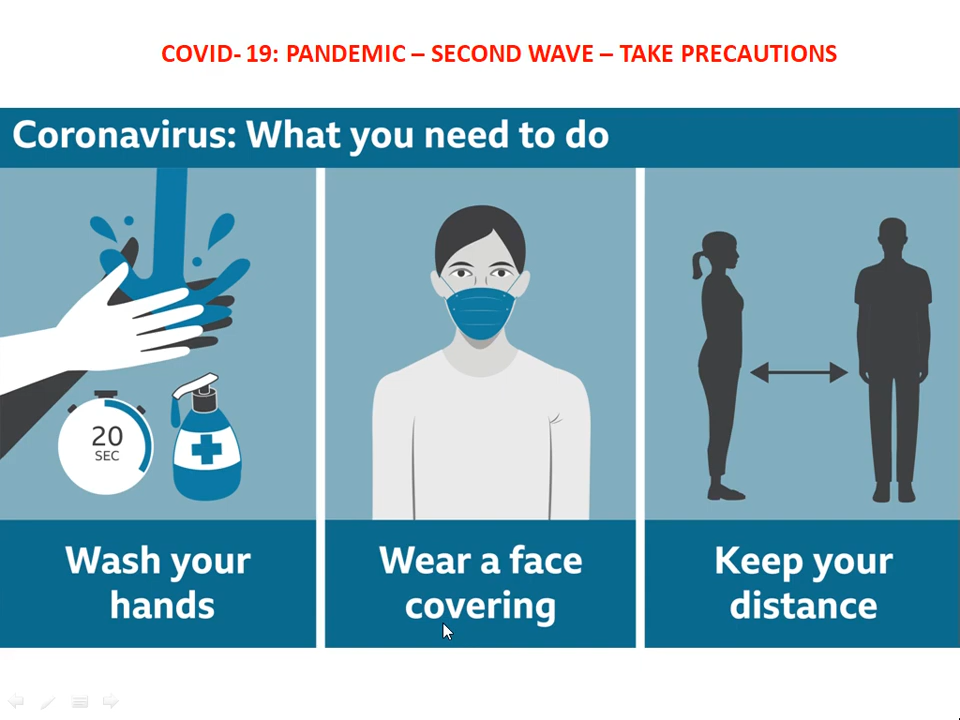 COVID- 19: PANDEMIC – SECOND WAVE – TAKE PRECAUTIONS
Coronavirus: What you need to do
20
SEC
Wash your
hands
Wear a face
covering
Keep your
distance